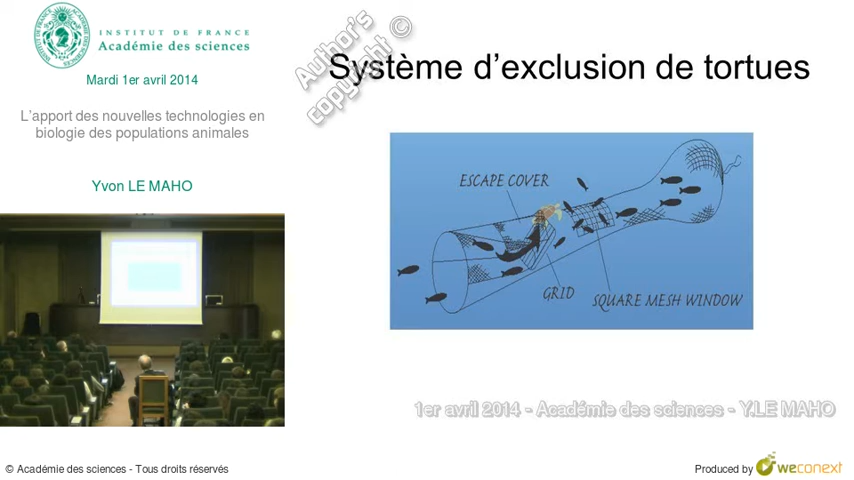 INSTITUT DE FRANCE
Académie des sciences
Mardi 1er avril 2014
L'apport des nouvelles technologies en
biologie des populations animales
Yvon LE MAHO
Author's
copyright ©
Système d'exclusion de tortues
ESCAPE COVER
GRID
SQUARE MESH WINDOW
1er avril 2014 - Académie des sciences - Y.LE MAHO
© Académie des sciences - Tous droits réservés
Produced by weconext